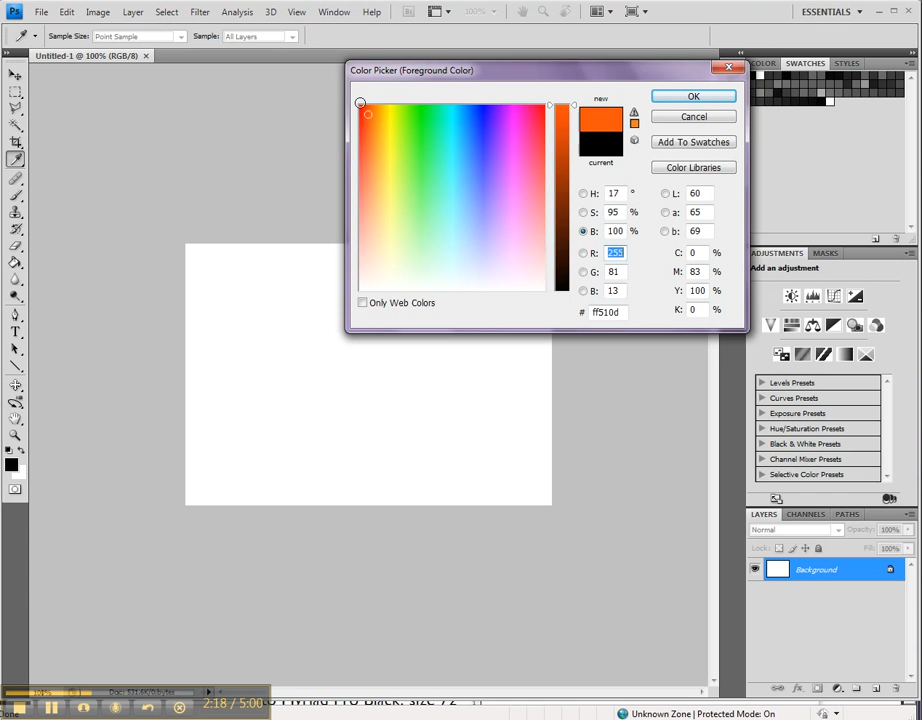 Ps File Edit Image Layer Select Filter Analysis 3D View Window Help 100% ESSENTIALS
Sample Size: Point Sample Sample: All Layers
Untitled-1 @ 100% (RGB/8)
COLOR SWATCHES STYLES
Color Picker (Foreground Color)
new
current
OK
Cancel
Add To Swatches
Color Libraries
H: 17 ° L: 60
S: 95 % a: 65
B: 100 % b: 69
R: 255 C: 0 %
G: 81 M: 83 %
B: 13 Y: 100 %
# ff510d K: 0 %
Only Web Colors
ADJUSTMENTS MASKS
Add an adjustment
Levels Presets
Curves Presets
Exposure Presets
Hue/Saturation Presets
Black & White Presets
Channel Mixer Presets
Selective Color Presets
LAYERS CHANNELS PATHS
Normal Opacity: 100%
Lock: Fill: 100%
Background
2:18 / 5:00
Done
Unknown Zone | Protected Mode: On